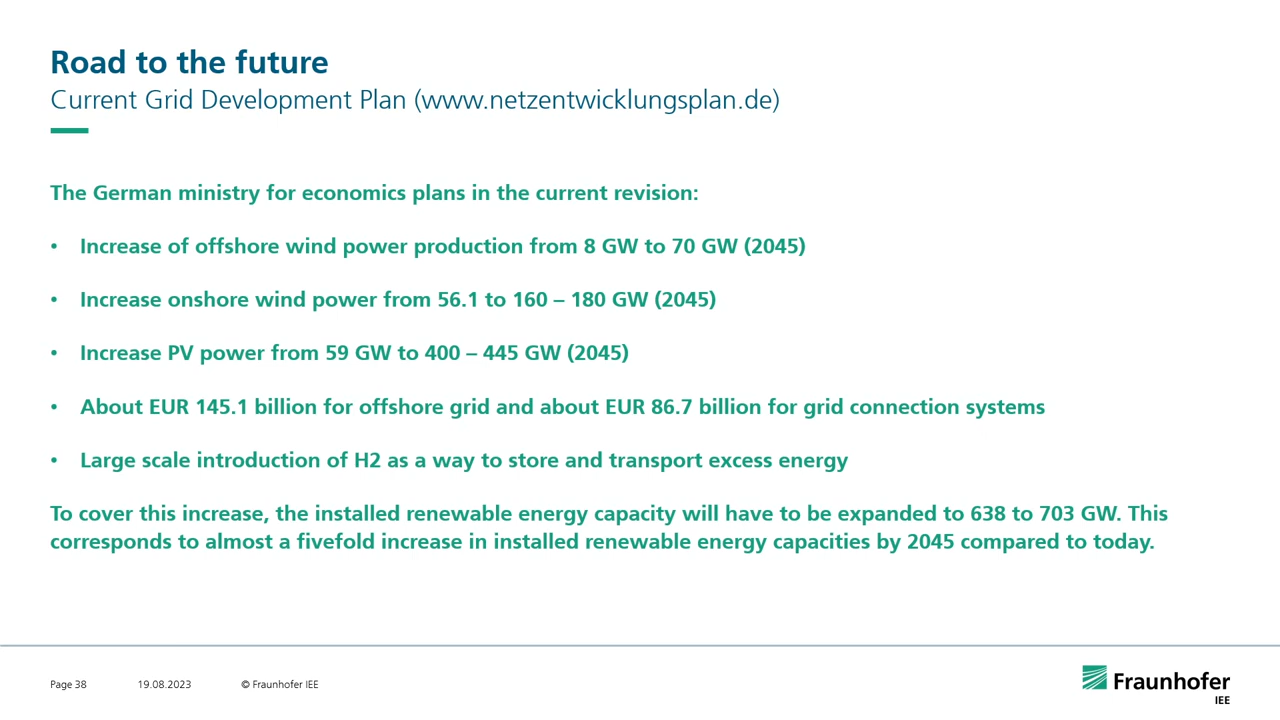 Road to the future
Current Grid Development Plan (www.netzentwicklungsplan.de)
The German ministry for economics plans in the current revision:
• Increase of offshore wind power production from 8 GW to 70 GW (2045)
• Increase onshore wind power from 56.1 to 160 – 180 GW (2045)
• Increase PV power from 59 GW to 400 – 445 GW (2045)
• About EUR 145.1 billion for offshore grid and about EUR 86.7 billion for grid connection systems
• Large scale introduction of H2 as a way to store and transport excess energy
To cover this increase, the installed renewable energy capacity will have to be expanded to 638 to 703 GW. This
corresponds to almost a fivefold increase in installed renewable energy capacities by 2045 compared to today.
Page 38 19.08.2023 © Fraunhofer IEE
Fraunhofer
IEE